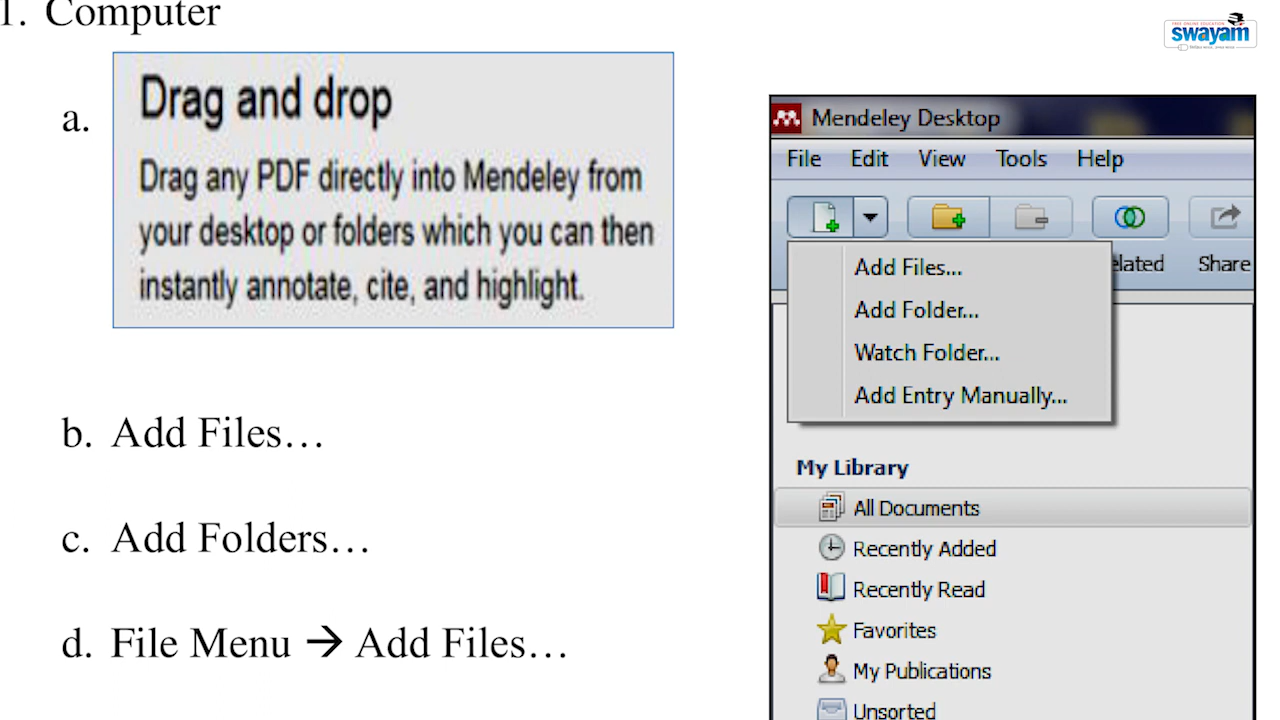 1. Computer
FREE ONLINE EDUCATION
swayam
a.
Drag and drop
Drag any PDF directly into Mendeley from
your desktop or folders which you can then
instantly annotate, cite, and highlight.
b. Add Files…
c. Add Folders…
d. File Menu → Add Files…
Mendeley Desktop
File Edit View Tools Help
elated Share
Add Files...
Add Folder...
Watch Folder...
Add Entry Manually...
My Library
All Documents
Recently Added
Recently Read
Favorites
My Publications
Unsorted